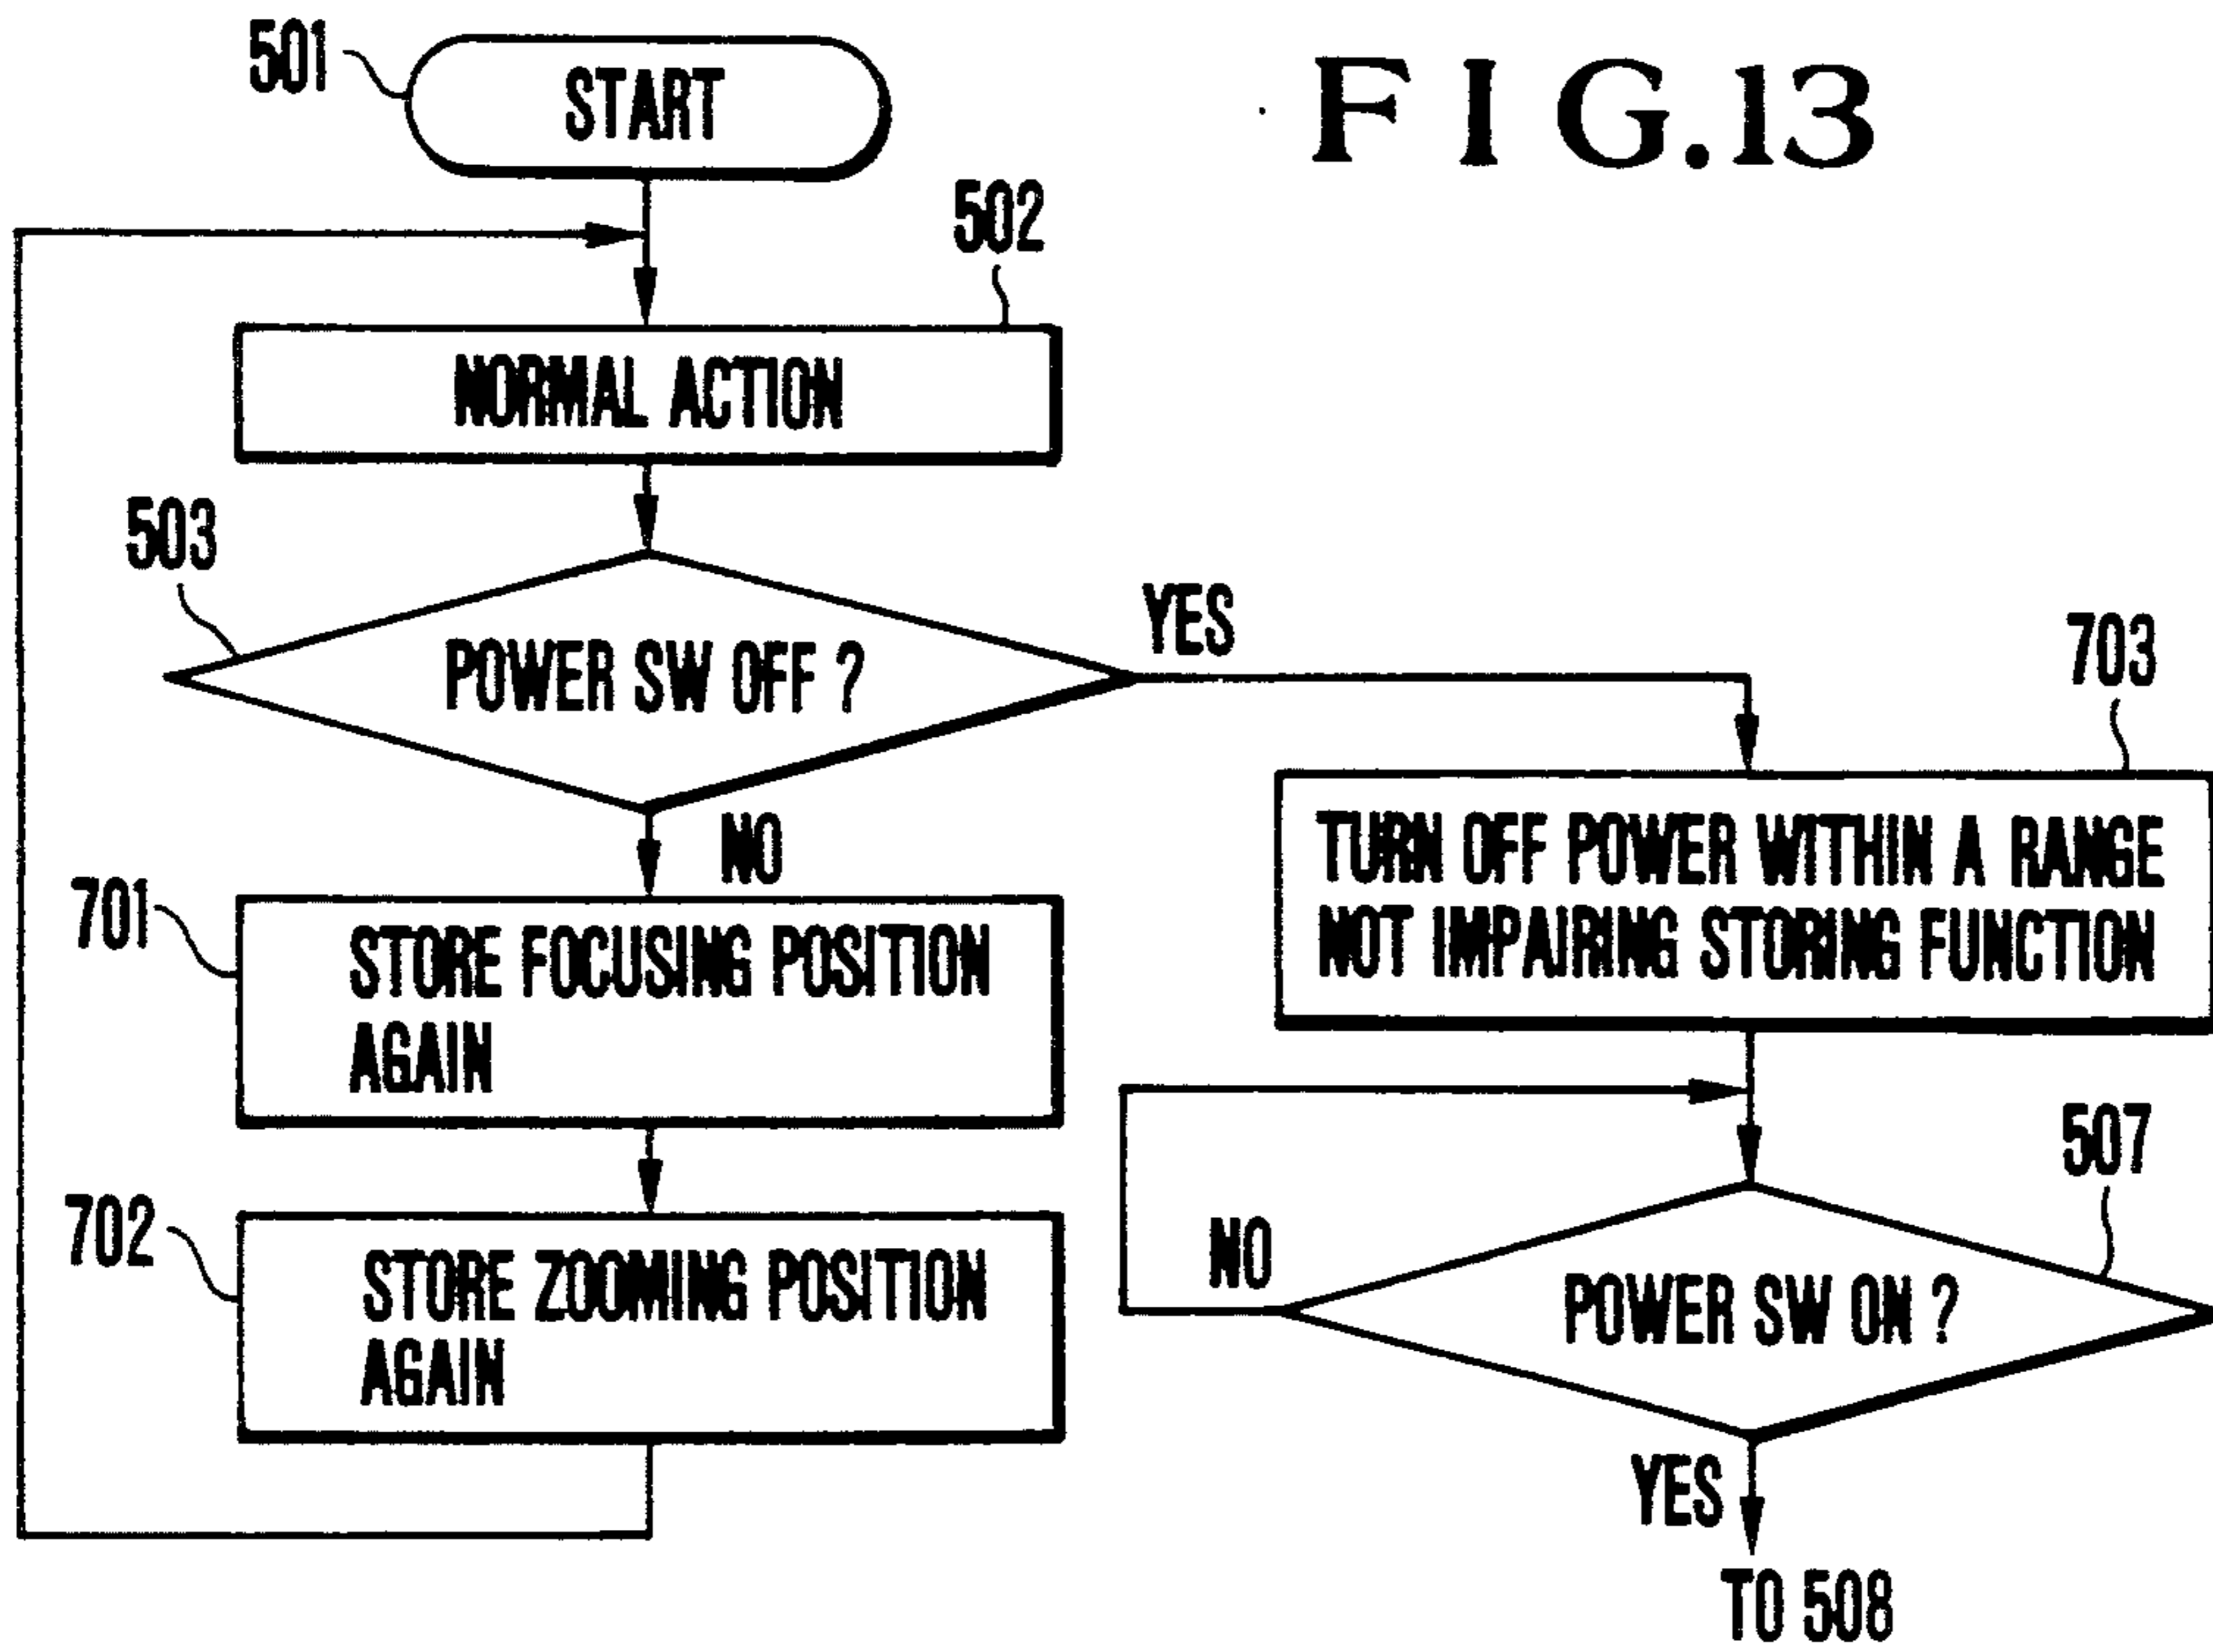 FIG.13
501
START
502
NORMAL ACTION
503
POWER SW OFF ?
YES
NO
703
TURN OFF POWER WITHIN A RANGE
NOT IMPAIRING STORING FUNCTION
701
STORE FOCUSING POSITION
AGAIN
702
STORE ZOOMING POSITION
AGAIN
507
NO
POWER SW ON ?
YES
TO 508